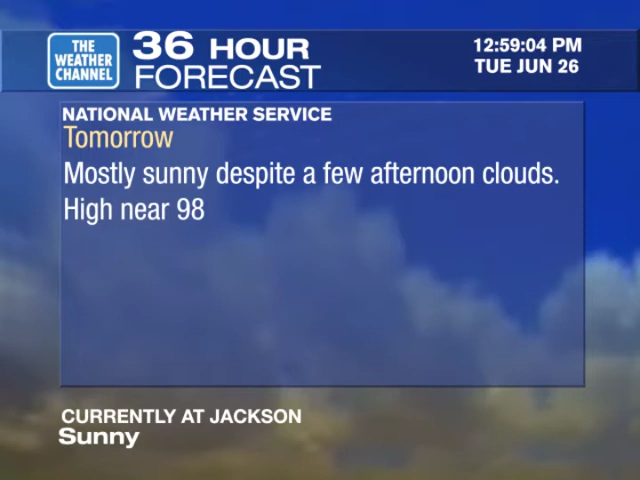 THE
WEATHER
CHANNEL
36 HOUR
FORECAST
12:59:04 PM
TUE JUN 26
NATIONAL WEATHER SERVICE
Tomorrow
Mostly sunny despite a few afternoon clouds.
High near 98
CURRENTLY AT JACKSON
Sunny